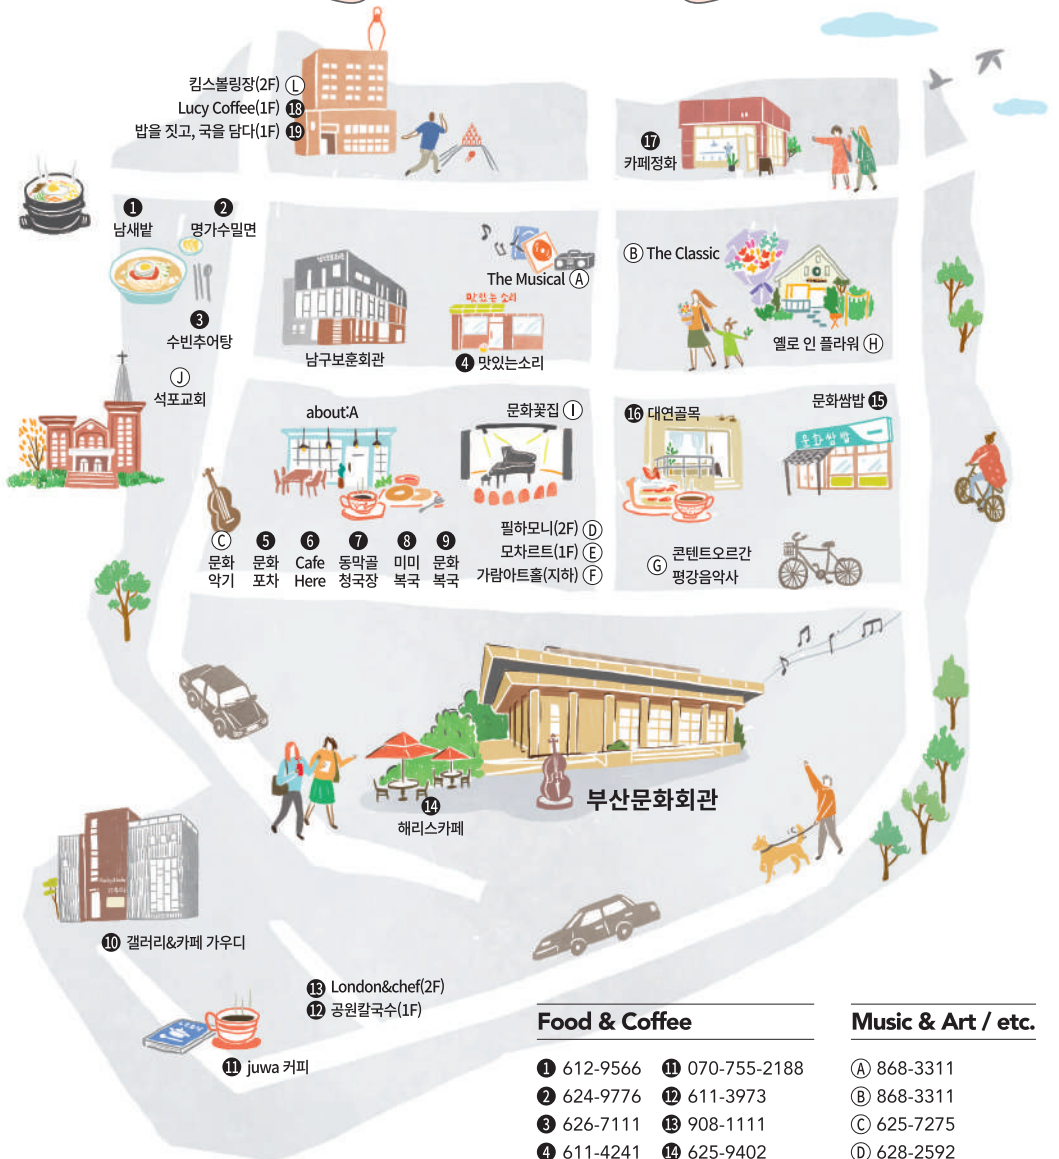 킴스볼링장(2F) Ⓛ
Lucy Coffee(1F) ⓲
밥을 짓고, 국을 담다(1F) ⓳
⓱
카페정화
❶
남새밭
❷
명가수밀면
❸
수빈추어탕
Ⓙ
석포교회
남구보훈회관
The Musical Ⓐ
맛있는소리
❹ 맛있는소리
Ⓑ The Classic
옐로 인 플라워 Ⓗ
about:A
문화꽃집 Ⓘ
⓰ 대연골목
문화쌈밥 ⓯
문화쌈밥
Ⓒ
문화
악기
❺
문화
포차
❻
Cafe
Here
❼
동막골
청국장
❽
미미
복국
❾
문화
복국
필하모니(2F) Ⓓ
모차르트(1F) Ⓔ
가람아트홀(지하) Ⓕ
Ⓖ 콘텐트오르간
평강음악사
부산문화회관
⓮
해리스카페
❿ 갤러리&카페 가우디
⓭ London&chef(2F)
⓬ 공원칼국수(1F)
⓫ juwa 커피
Food & Coffee
❶ 612-9566
❷ 624-9776
❸ 626-7111
❹ 611-4241
⓫ 070-755-2188
⓬ 611-3973
⓭ 908-1111
⓮ 625-9402
Music & Art / etc.
Ⓐ 868-3311
Ⓑ 868-3311
Ⓒ 625-7275
Ⓓ 628-2592